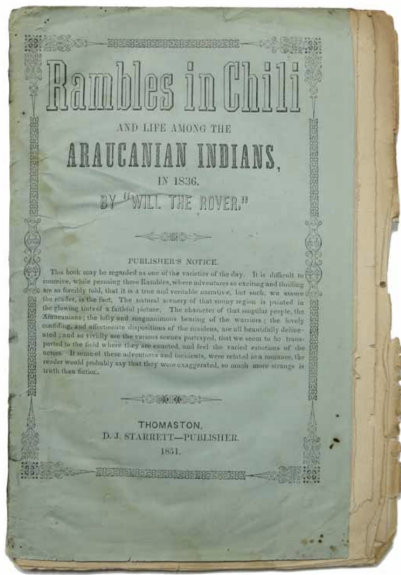 Rambles in Chili
AND LIFE AMONG THE
ARAUCANIAN INDIANS,
IN 1836.
BY "WILL THE ROVER."
PUBLISHER'S NOTICE.
This book may be regarded as one of the varieties of the day. It is difficult to
conceive, while perusing these Rambles, where adventures so exciting and thrilling
are so forcibly told, that it is a true and veritable narrative, but such, we assure
the reader, is the fact. The natural scenery of that sunny region is painted in
the glowing tints of a faithful picture. The character of that singular people, the
Araucanians; the lofty and magnanimous bearing of the warriors; the lovely
confiding, and affectionate dispositions of the maidens, are all beautifully deline-
ated; and so vividly are the various scenes portrayed, that we seem to be trans-
ported to the field where they are enacted, and feel the varied emotions of the
actors. If some of these adventures and incidents, were related as a romance, the
reader would probably say that they were exaggerated, so much more strange is
truth than fiction.
THOMASTON,
D. J. STARRETT—PUBLISHER.
1851.